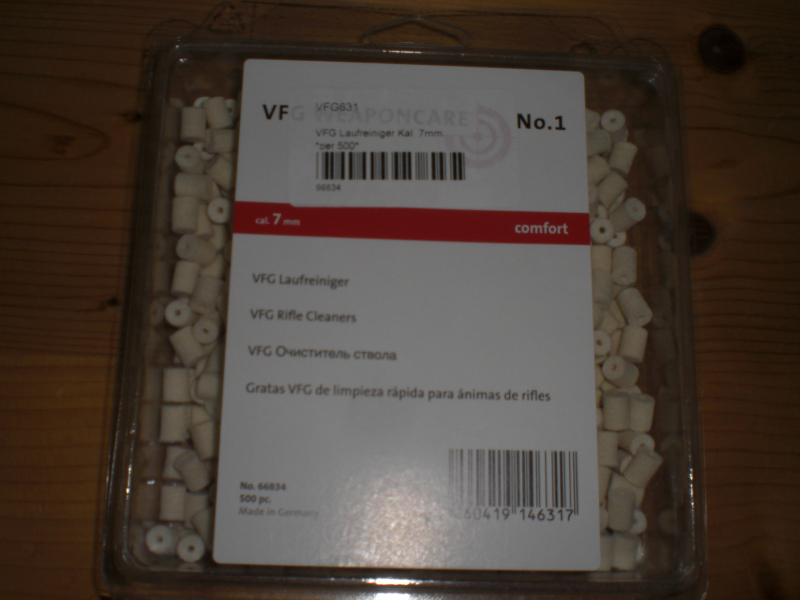 VFG WEAPONCARE
VFG631
VFG Laufreiniger Kal. 7mm
*per 500*
66834
No.1
cal. 7 mm
comfort
VFG Laufreiniger
VFG Rifle Cleaners
VFG Очиститель ствола
Gratas VFG de limpieza rápida para ánimas de rifles
No. 66834
500 pc.
Made in Germany
260419 146317